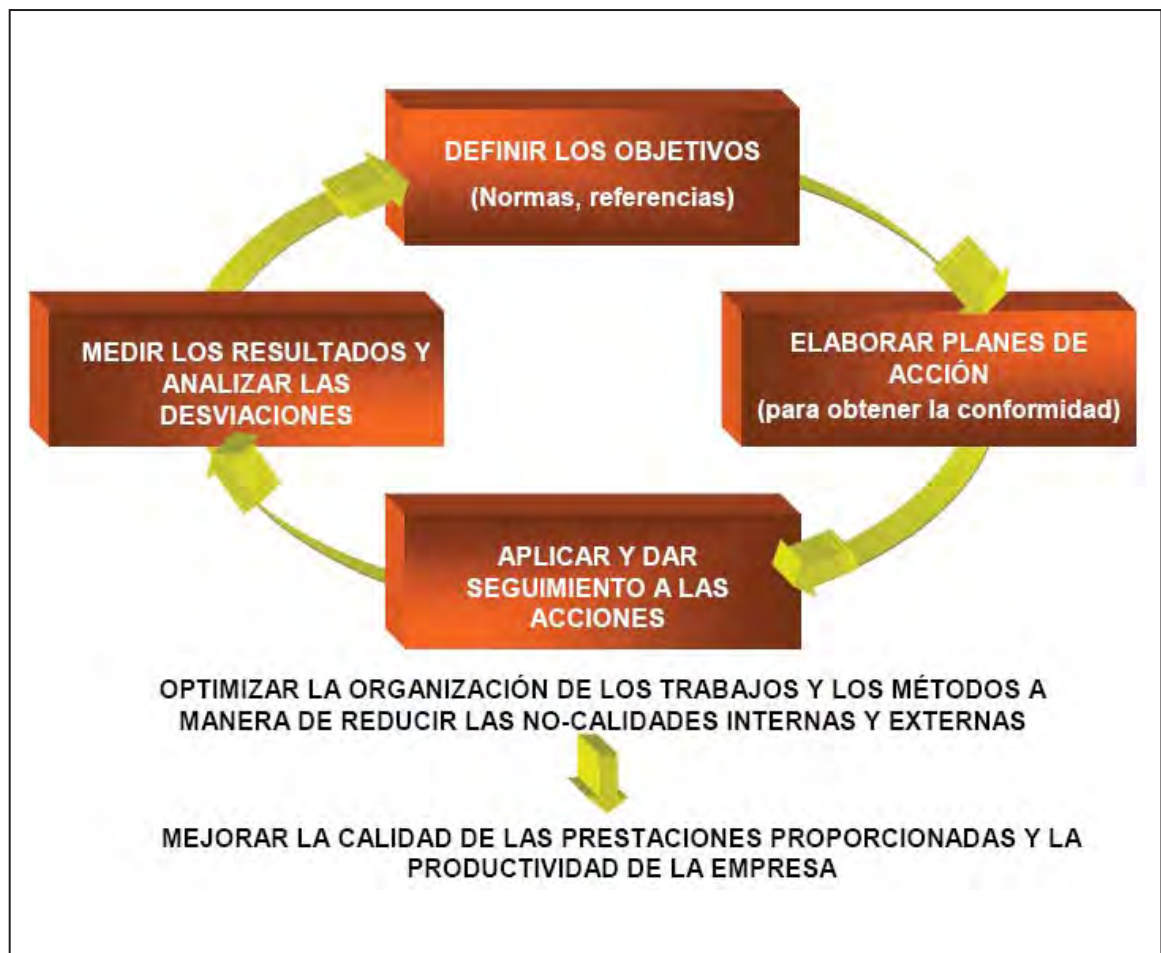 DEFINIR LOS OBJETIVOS
(Normas, referencias)
MEDIR LOS RESULTADOS Y
ANALIZAR LAS
DESVIACIONES
ELABORAR PLANES DE
ACCIÓN
(para obtener la conformidad)
APLICAR Y DAR
SEGUIMIENTO A LAS
ACCIONES
OPTIMIZAR LA ORGANIZACIÓN DE LOS TRABAJOS Y LOS MÉTODOS A
MANERA DE REDUCIR LAS NO-CALIDADES INTERNAS Y EXTERNAS
MEJORAR LA CALIDAD DE LAS PRESTACIONES PROPORCIONADAS Y LA
PRODUCTIVIDAD DE LA EMPRESA